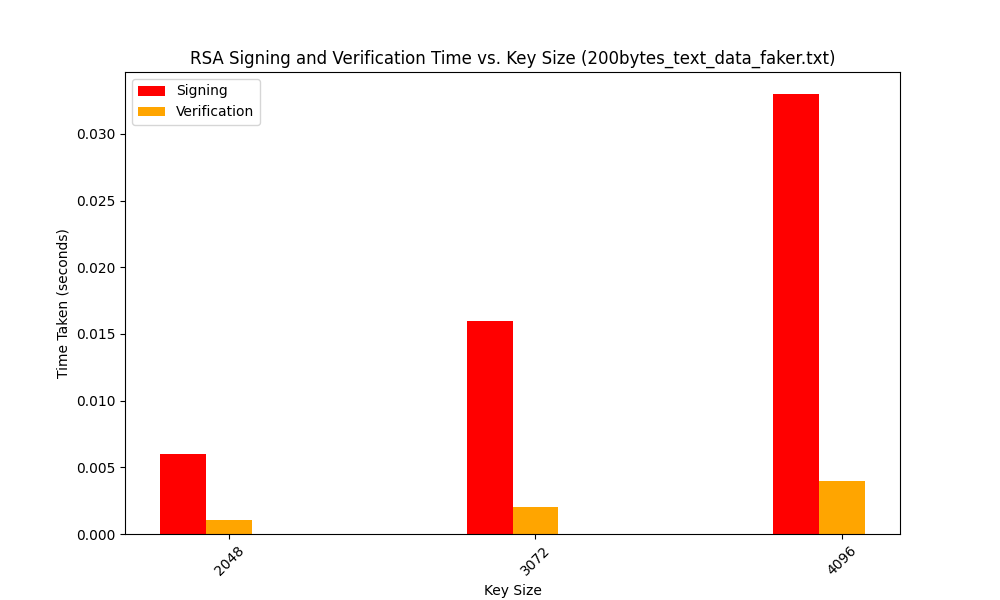 RSA Signing and Verification Time vs. Key Size (200bytes_text_data_faker.txt)
Signing
Verification
Time Taken (seconds)
0.030
0.025
0.020
0.015
0.010
0.005
0.000
2048
3072
4096
Key Size